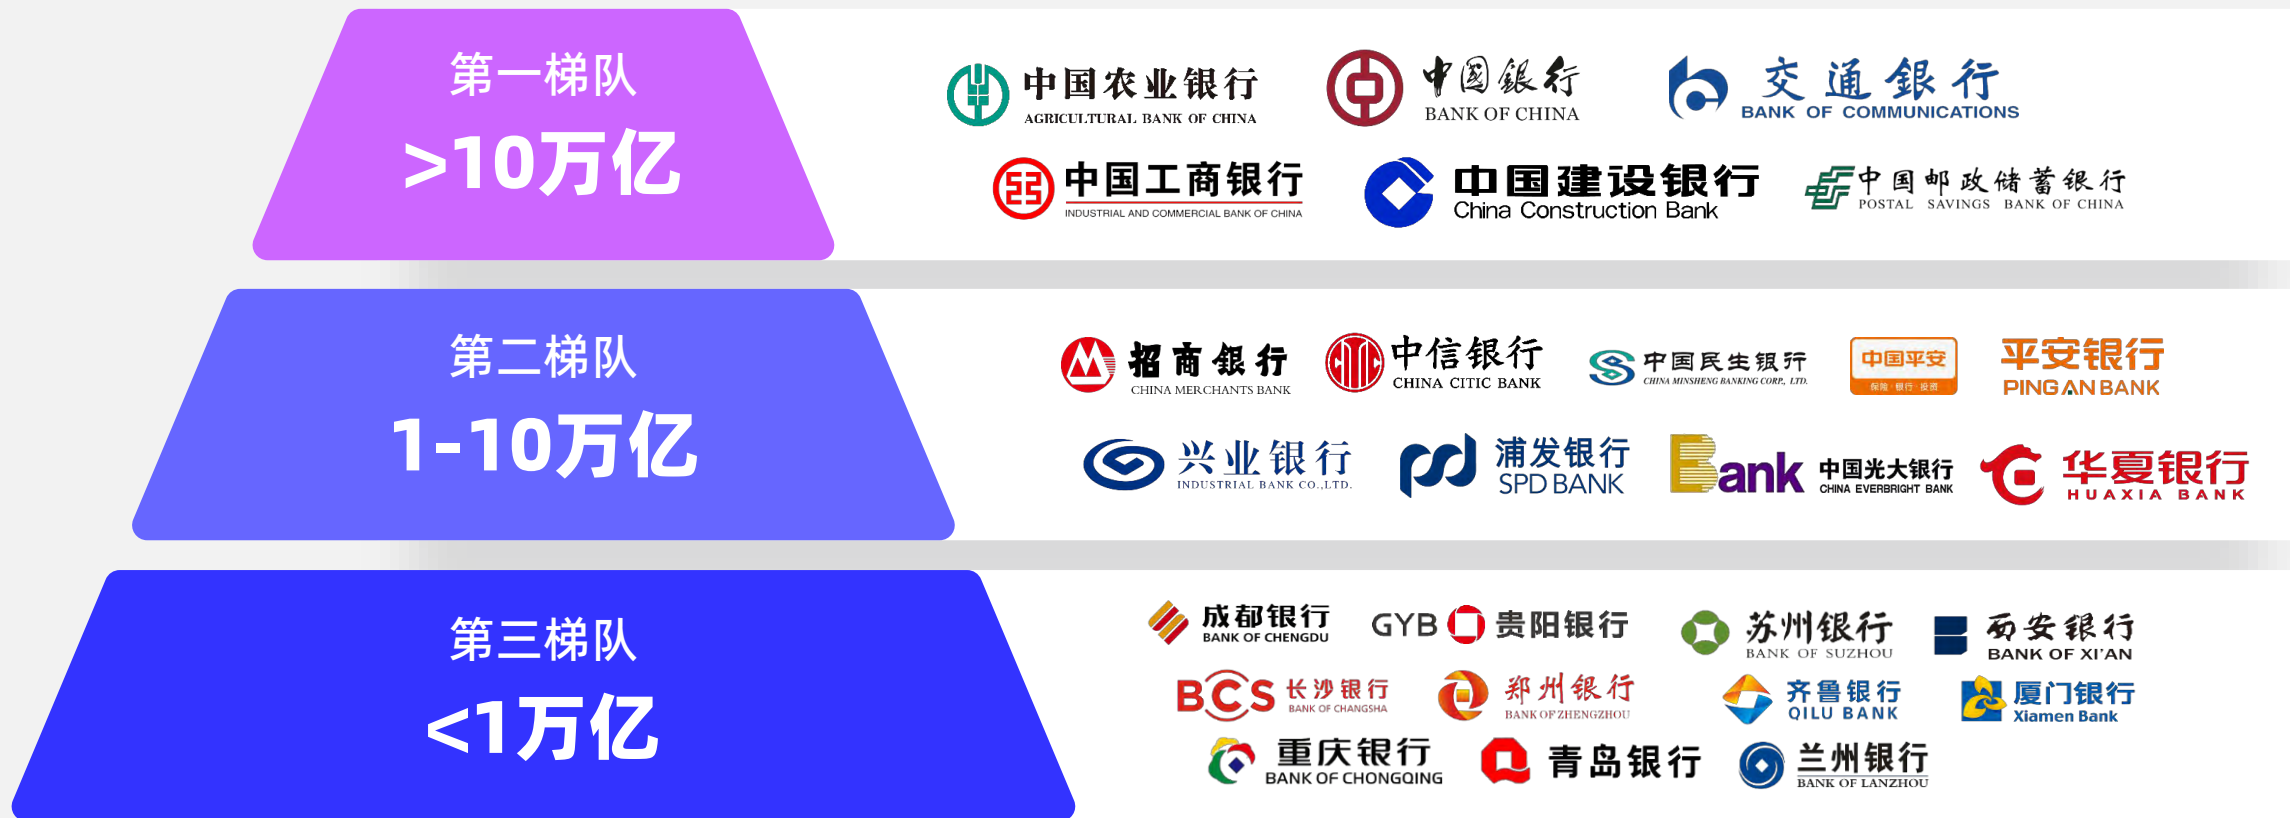 第一梯队
>10万亿
中国农业银行
AGRICULTURAL BANK OF CHINA
中國銀行
BANK OF CHINA
交通銀行
BANK OF COMMUNICATIONS
中国工商银行
INDUSTRIAL AND COMMERCIAL BANK OF CHINA
中国建设银行
China Construction Bank
中国邮政储蓄银行
POSTAL SAVINGS BANK OF CHINA
第二梯队
1-10万亿
招商銀行
CHINA MERCHANTS BANK
中信银行
CHINA CITIC BANK
中国民生银行
CHINA MINSHENG BANKING CORP., LTD.
中国平安
保险·银行·投资
平安银行
PINGAN BANK
兴业银行
INDUSTRIAL BANK CO.,LTD.
浦发银行
SPD BANK
Bank
中国光大银行
CHINA EVERBRIGHT BANK
华夏银行
HUAXIA BANK
第三梯队
<1万亿
成都银行
BANK OF CHENGDU
GYB 贵阳银行
苏州银行
BANK OF SUZHOU
西安银行
BANK OF XI'AN
BCS 长沙银行
BANK OF CHANGSHA
郑州银行
BANK OF ZHENGZHOU
齐鲁银行
QILU BANK
厦门银行
Xiamen Bank
重庆银行
BANK OF CHONGQING
青岛银行
兰州银行
BANK OF LANZHOU